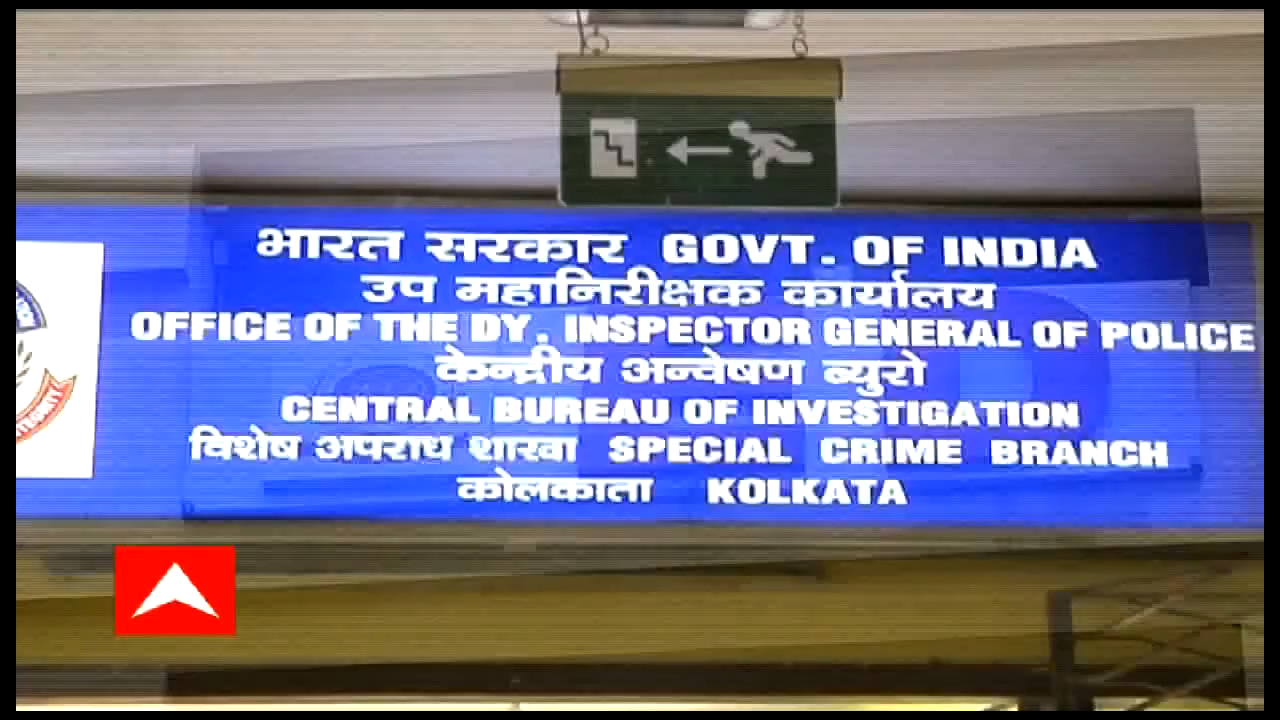 भारत सरकार GOVT. OF INDIA
उप महानिरीक्षक कार्यालय
OFFICE OF THE DY. INSPECTOR GENERAL OF POLICE
केन्द्रीय अन्वेषण ब्युरो
CENTRAL BUREAU OF INVESTIGATION
विशेष अपराध शाखा SPECIAL CRIME BRANCH
कोलकाता KOLKATA